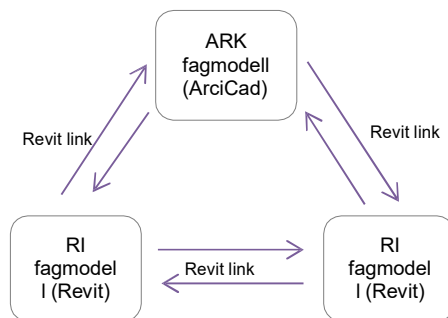 ARK
fagmodell
(ArciCad)
Revit link
Revit link
RI
fagmodel
l (Revit)
Revit link
RI
fagmodel
l (Revit)